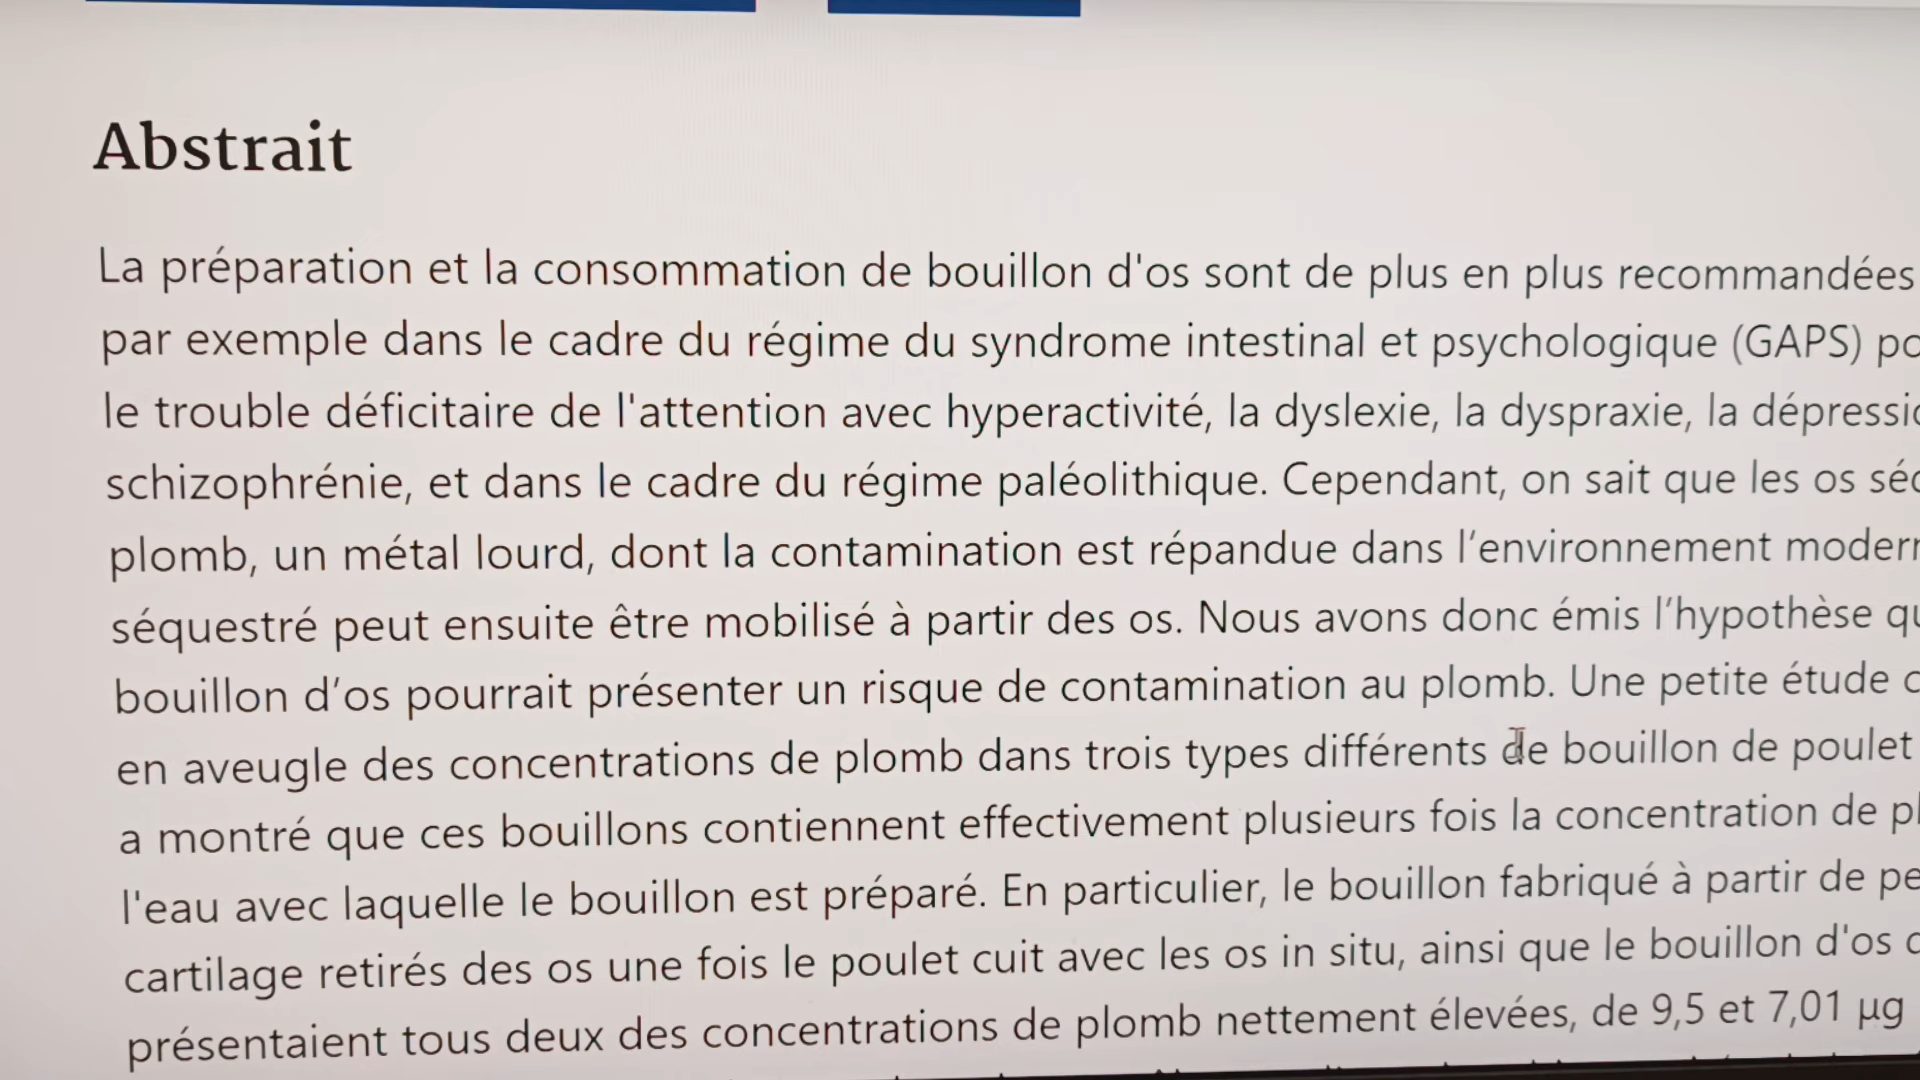 Abstrait
La préparation et la consommation de bouillon d'os sont de plus en plus recommandées
par exemple dans le cadre du régime du syndrome intestinal et psychologique (GAPS)
le trouble déficitaire de l'attention avec hyperactivité, la dyslexie, la dyspraxie, la
schizophrénie, et dans le cadre du régime paléolithique. Cependant, on sait que les os
plomb, un métal lourd, dont la contamination est répandue dans l’environnement
séquestré peut ensuite être mobilisé à partir des os. Nous avons donc émis l’hypothèse
bouillon d’os pourrait présenter un risque de contamination au plomb. Une petite étude
en aveugle des concentrations de plomb dans trois types différents de bouillon de poulet
a montré que ces bouillons contiennent effectivement plusieurs fois la concentration de
l'eau avec laquelle le bouillon est préparé. En particulier, le bouillon fabriqué à partir de
cartilage retirés des os une fois le poulet cuit avec les os in situ, ainsi que le bouillon d'os
présentaient tous deux des concentrations de plomb nettement élevées, de 9,5 et 7,01 µg